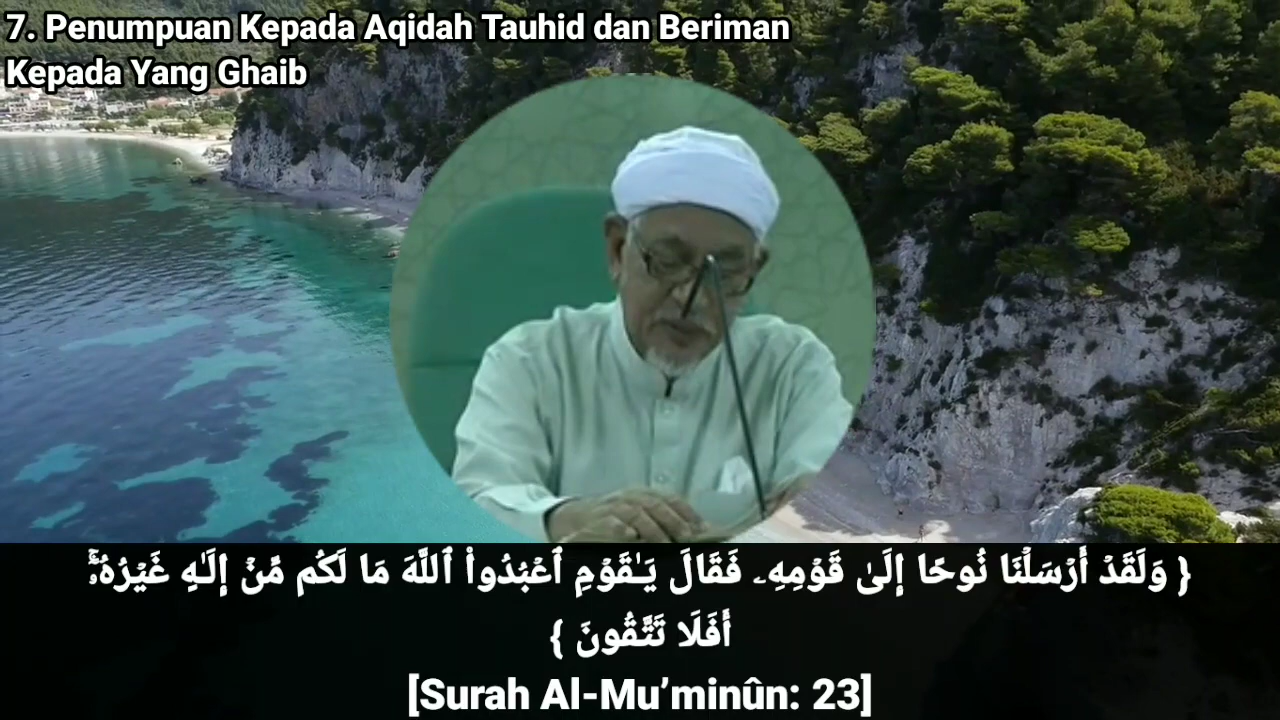 7. Penumpuan Kepada Aqidah Tauhid dan Beriman
Kepada Yang Ghaib
{ وَلَقَدۡ أَرۡسَلۡنَا نُوحًا إِلَىٰ قَوۡمِهِۦ فَقَالَ يَـٰقَوۡمِ ٱعۡبُدُوا۟ ٱللَّهَ مَا لَكُم مِّنۡ إِلَـٰهٍ غَیۡرُهُۥۤۚ
أَفَلَا تَتَّقُونَ }
[Surah Al-Mu’minûn: 23]